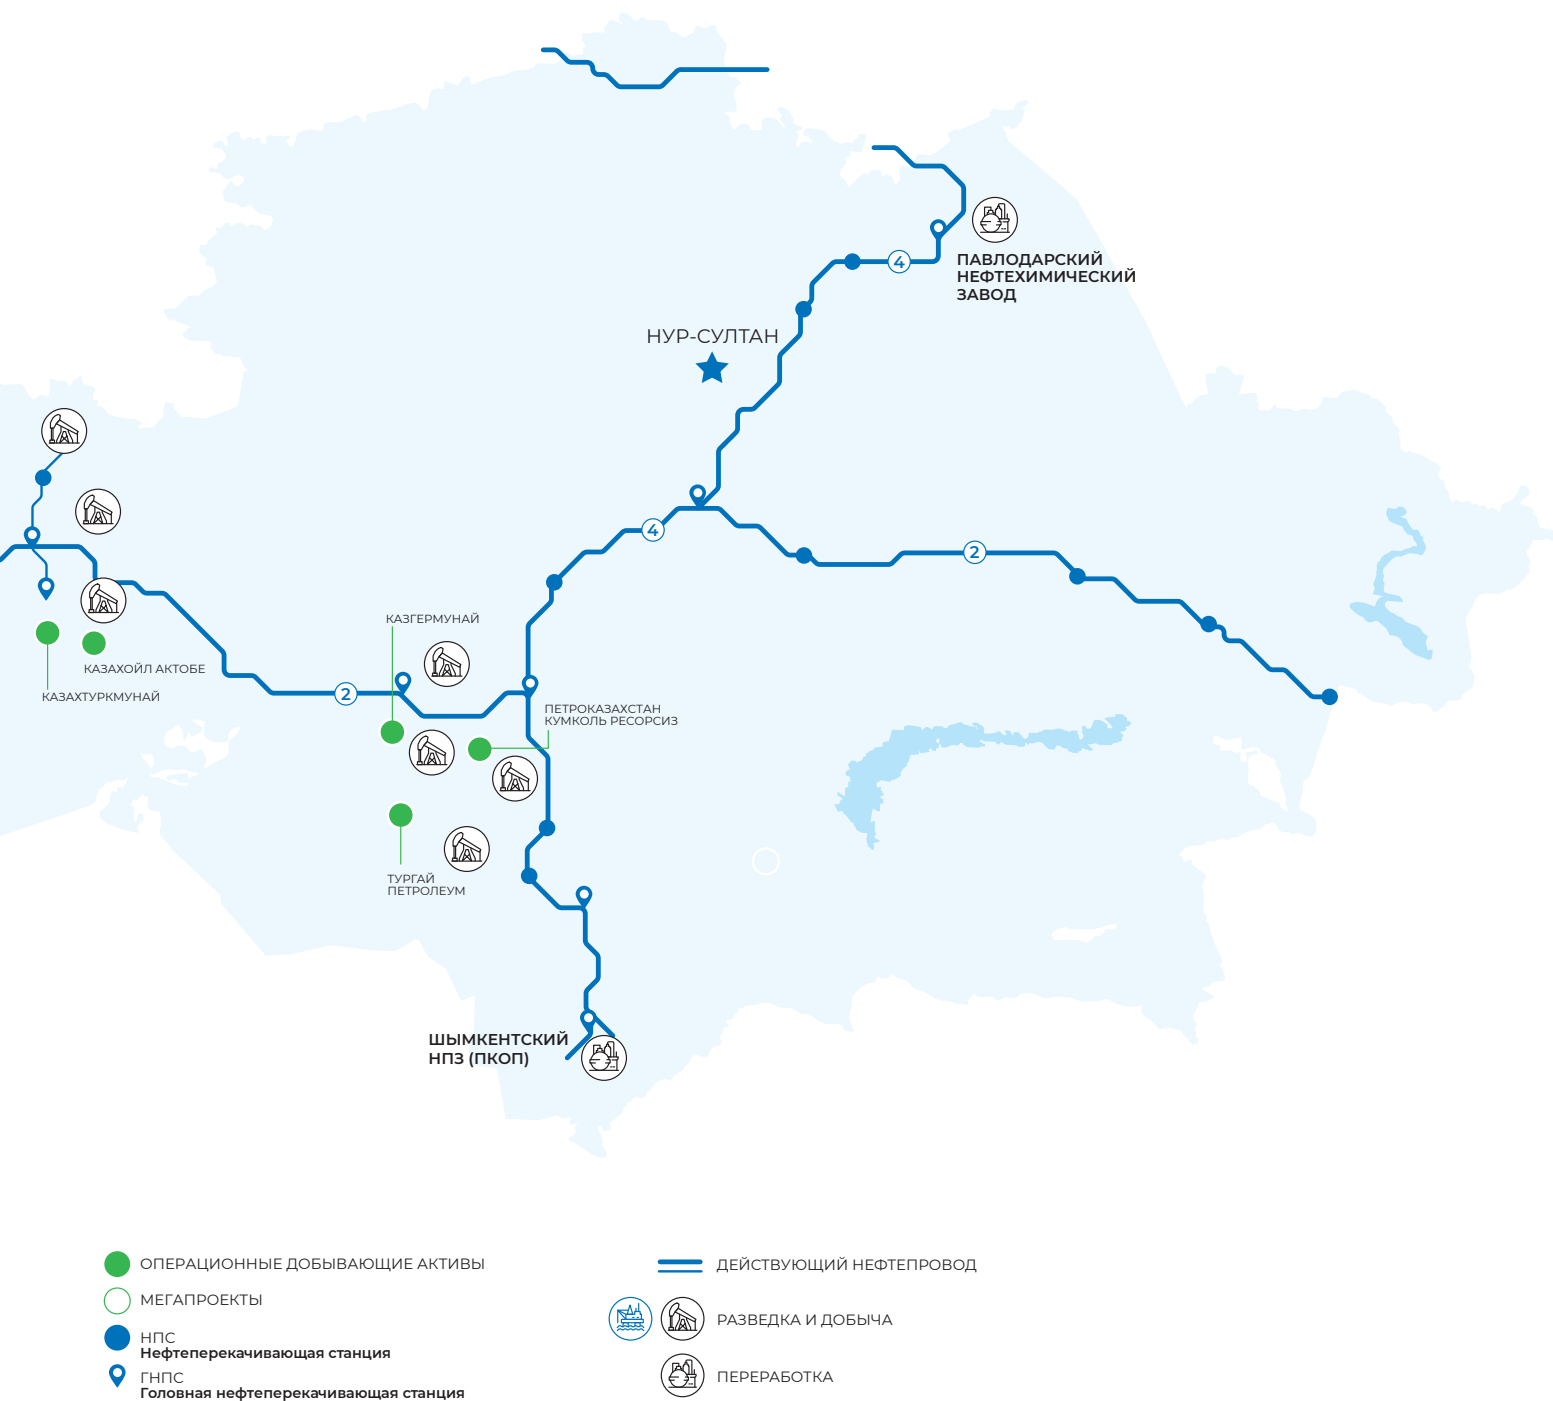 4
ПАВЛОДАРСКИЙ
НЕФТЕХИМИЧЕСКИЙ
ЗАВОД
НУР-СУЛТАН
4
2
КАЗГЕРМУНАЙ
КАЗАХОЙЛ АКТОБЕ
КАЗАХТУРКМУНАЙ
2
ПЕТРОКАЗАХСТАН
КУМКОЛЬ РЕСОРСИЗ
ТУРГАЙ
ПЕТРОЛЕУМ
ШЫМКЕНТСКИЙ
НПЗ (ПКОП)
ОПЕРАЦИОННЫЕ ДОБЫВАЮЩИЕ АКТИВЫ
МЕГАПРОЕКТЫ
НПС
Нефтеперекачивающая станция
ГНПС
Головная нефтеперекачивающая станция
ДЕЙСТВУЮЩИЙ НЕФТЕПРОВОД
РАЗВЕДКА И ДОБЫЧА
ПЕРЕРАБОТКА